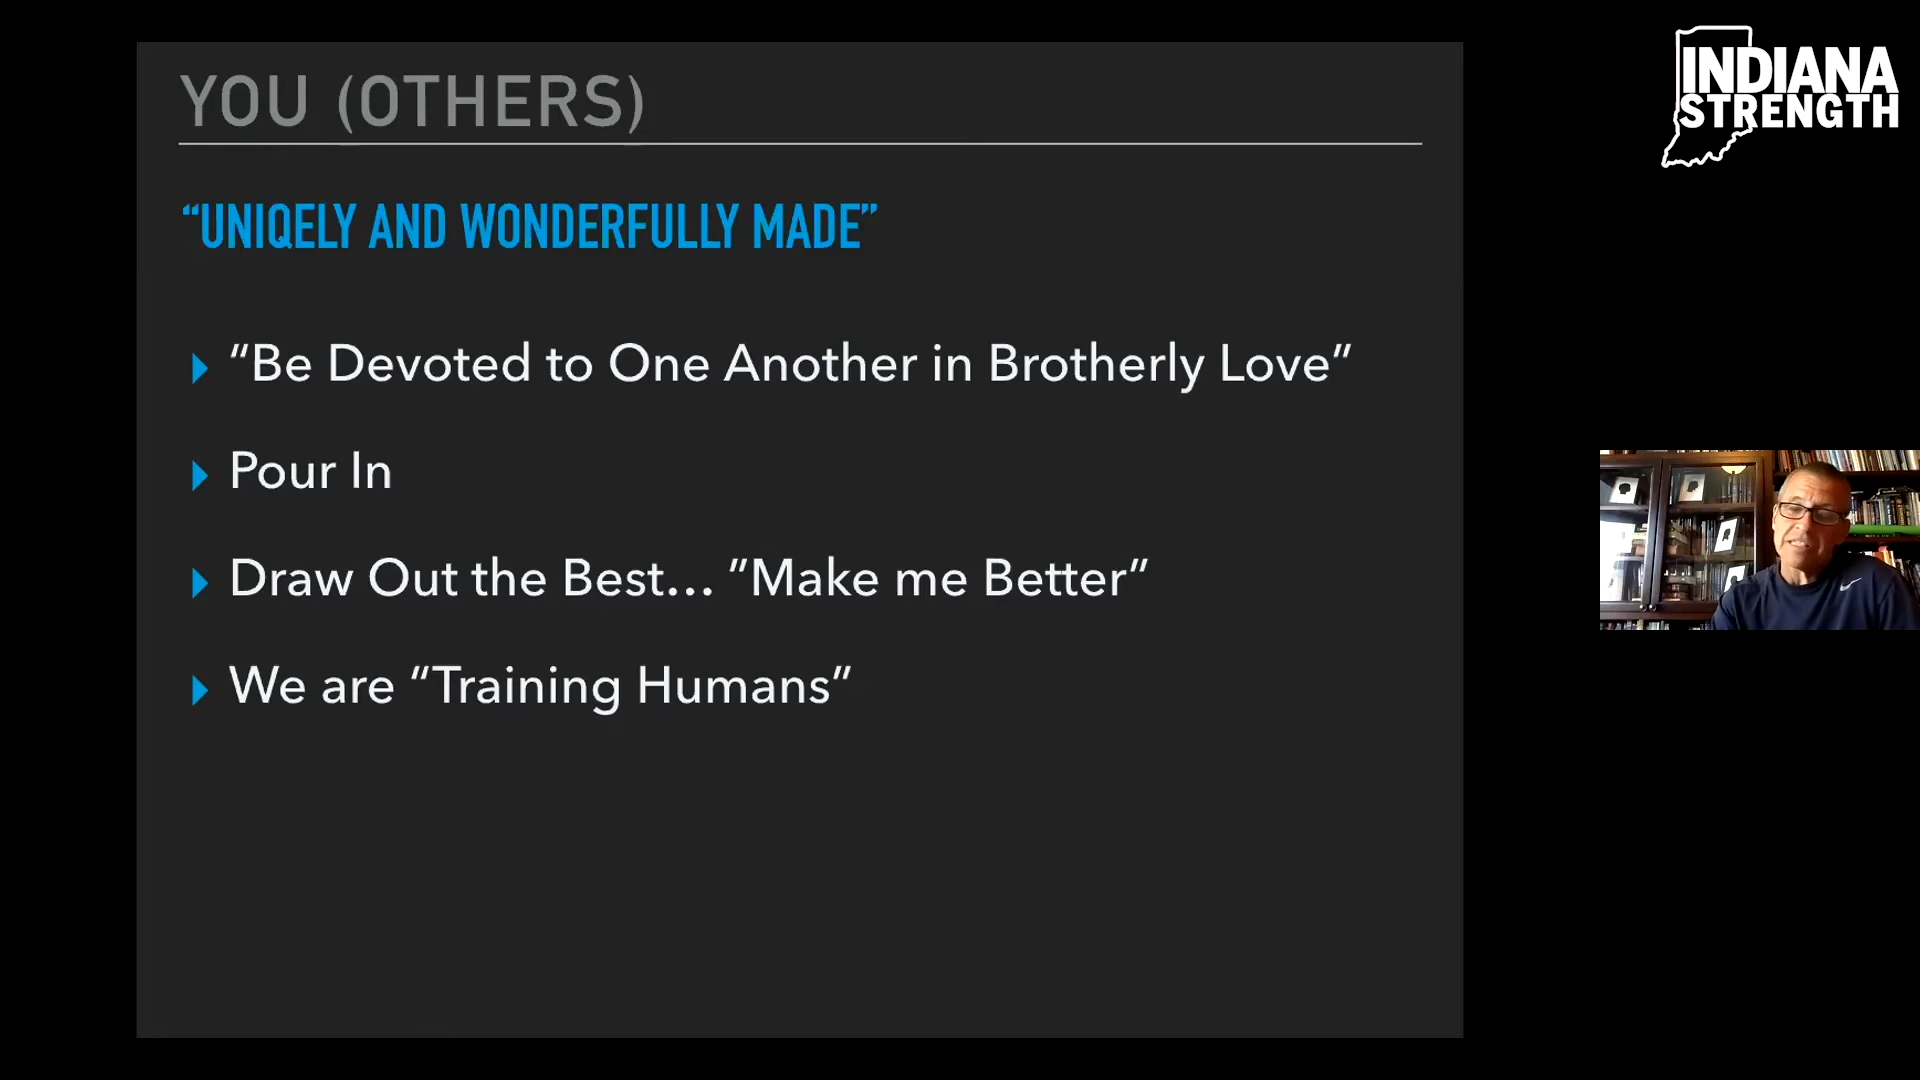 YOU (OTHERS)
“UNIQELY AND WONDERFULLY MADE”
“Be Devoted to One Another in Brotherly Love”
Pour In
Draw Out the Best… ”Make me Better”
We are “Training Humans”
INDIANA
STRENGTH